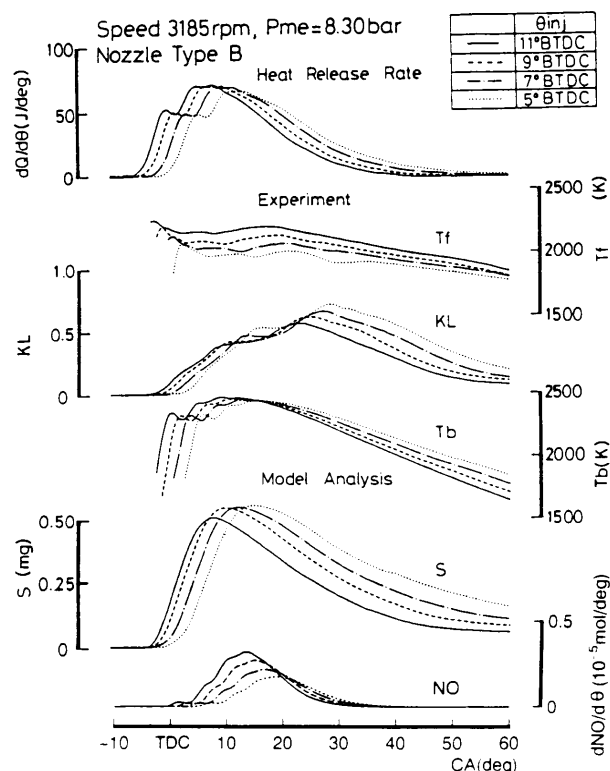 Speed 3185rpm, Pme=8.30bar
Nozzle Type B
θinj
11°BTDC
9°BTDC
7°BTDC
5°BTDC
Heat Release Rate
100
50
0
dQ/dθ(J/deg)
Experiment
2500
2000
1500
Tf (K)
Tf
1.0
0.5
0
KL
KL
2500
2000
1500
Tb(K)
Tb
Model Analysis
0.50
0.25
0
S (mg)
S
0.5
0
dNO/dθ (10⁻⁵mol/deg)
NO
-10 TDC 10 20 30 40 50 60
CA(deg)